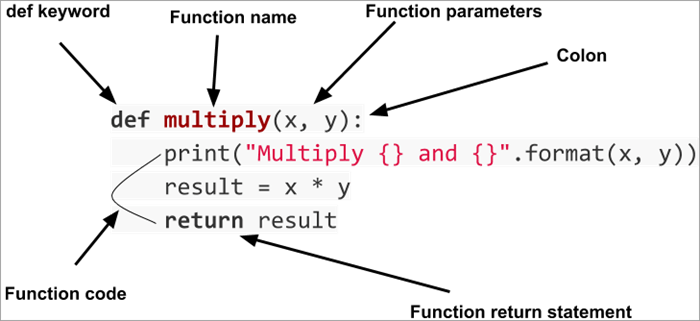 def keyword
Function name
Function parameters
Colon
def multiply(x, y):
print("Multiply {} and {}".format(x, y))
result = x * y
return result
Function code
Function return statement